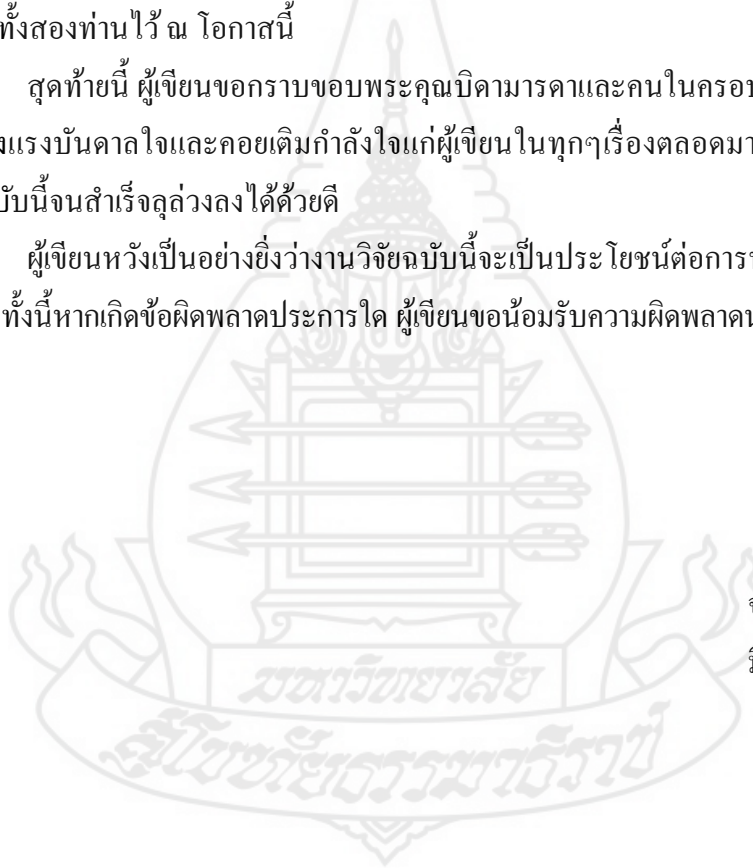 ทั้งสองท่านไว้ ณ โอกาสนี้
สุดท้ายนี้ ผู้เขียนขอกราบขอบพระคุณบิดามารดาและคนในครอบ
แรงบันดาลใจและคอยเติมกำลังใจแก่ผู้เขียนในทุกๆเรื่องตลอดมา
บับนี้จนสำเร็จลุล่วงลงได้ด้วยดี
ผู้เขียนหวังเป็นอย่างยิ่งว่างานวิจัยฉบับนี้จะเป็นประโยชน์ต่อการ
ทั้งนี้หากเกิดข้อผิดพลาดประการใด ผู้เขียนขอน้อมรับความผิดพลาด
มหาวิทยาลัย
สุโขทัยธรรมาธิราช